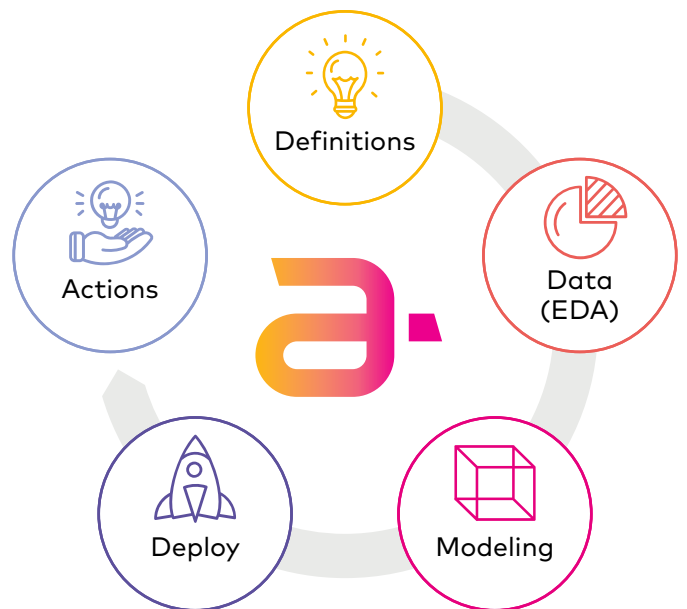 Definitions
Data
(EDA)
Modeling
Deploy
Actions
a